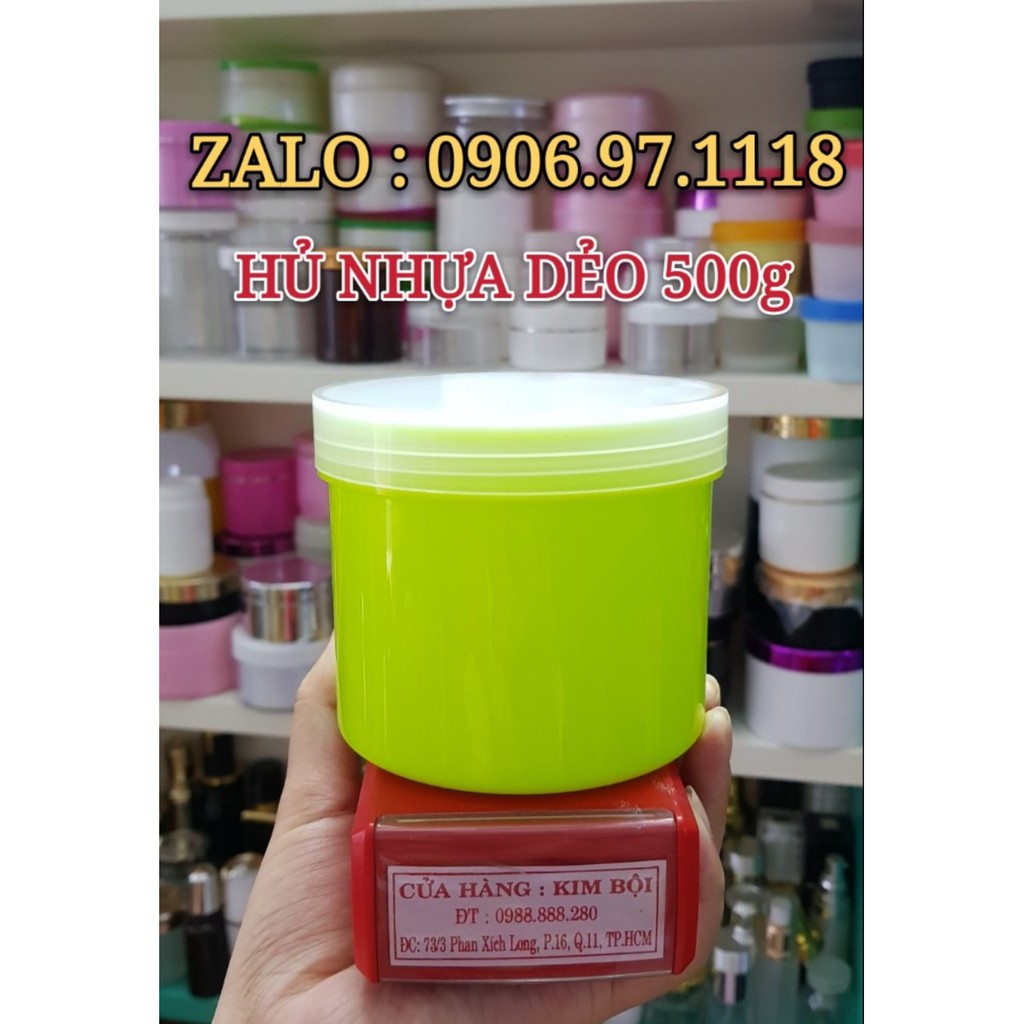 ZALO : 0906.97.1118
HỦ NHỰA DẺO 500g
CỬA HÀNG : KIM BỘI
ĐT : 0988.888.280
ĐC: 73/3 Phan Xích Long, P.16, Q.11, TP.HCM